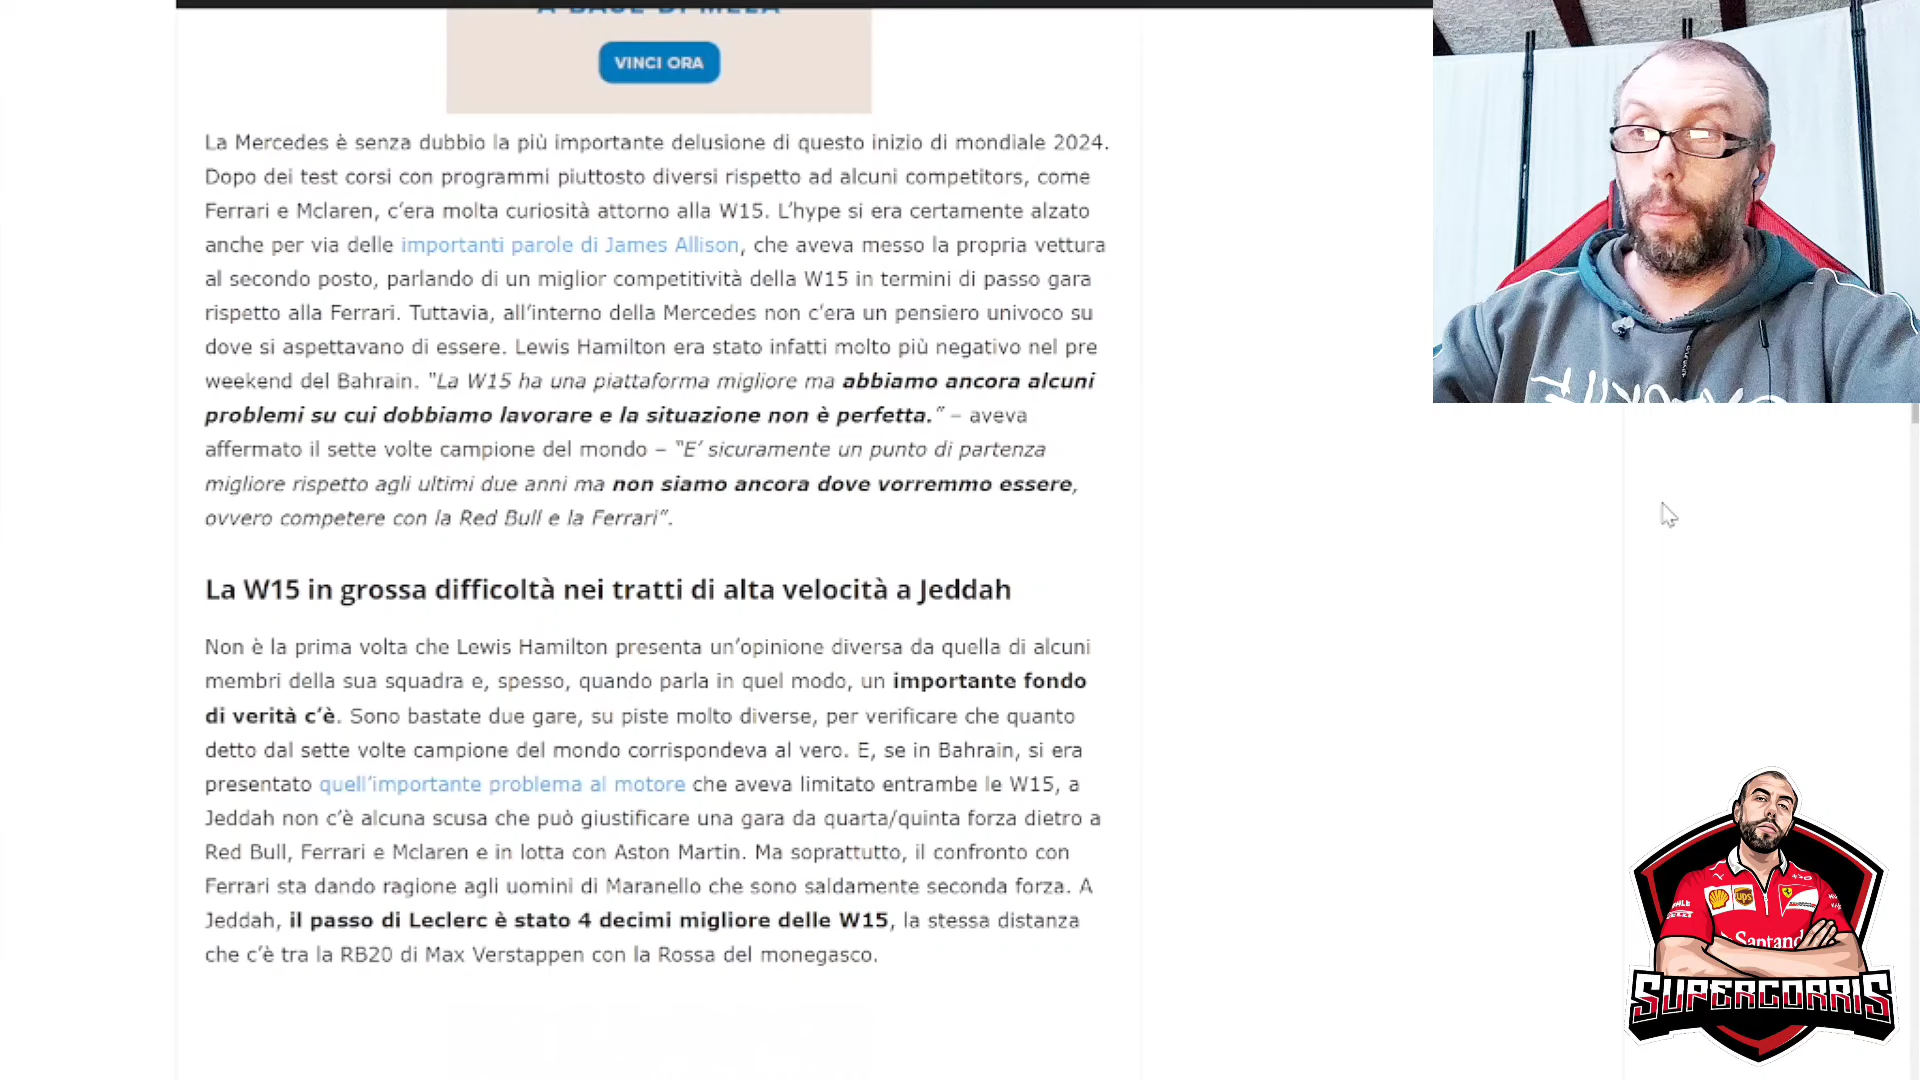 A BASE DI MELA
VINCI ORA
La Mercedes è senza dubbio la più importante delusione di questo inizio di mondiale 2024.
Dopo dei test corsi con programmi piuttosto diversi rispetto ad alcuni competitors, come
Ferrari e Mclaren, c’era molta curiosità attorno alla W15. L’hype si era certamente alzato
anche per via delle importanti parole di James Allison, che aveva messo la propria vettura
al secondo posto, parlando di un miglior competitività della W15 in termini di passo gara
rispetto alla Ferrari. Tuttavia, all’interno della Mercedes non c’era un pensiero univoco su
dove si aspettavano di essere. Lewis Hamilton era stato infatti molto più negativo nel pre
weekend del Bahrain. “La W15 ha una piattaforma migliore ma abbiamo ancora alcuni
problemi su cui dobbiamo lavorare e la situazione non è perfetta.” – aveva
affermato il sette volte campione del mondo – “E’ sicuramente un punto di partenza
migliore rispetto agli ultimi due anni ma non siamo ancora dove vorremmo essere,
ovvero competere con la Red Bull e la Ferrari”.
La W15 in grossa difficoltà nei tratti di alta velocità a Jeddah
Non è la prima volta che Lewis Hamilton presenta un’opinione diversa da quella di alcuni
membri della sua squadra e, spesso, quando parla in quel modo, un importante fondo
di verità c’è. Sono bastate due gare, su piste molto diverse, per verificare che quanto
detto dal sette volte campione del mondo corrispondeva al vero. E, se in Bahrain, si era
presentato quell’importante problema al motore che aveva limitato entrambe le W15, a
Jeddah non c’è alcuna scusa che può giustificare una gara da quarta/quinta forza dietro a
Red Bull, Ferrari e Mclaren e in lotta con Aston Martin. Ma soprattutto, il confronto con
Ferrari sta dando ragione agli uomini di Maranello che sono saldamente seconda forza. A
Jeddah, il passo di Leclerc è stato 4 decimi migliore delle W15, la stessa distanza
che c’è tra la RB20 di Max Verstappen con la Rossa del monegasco.
ups
Santand
SUPERCORRIS